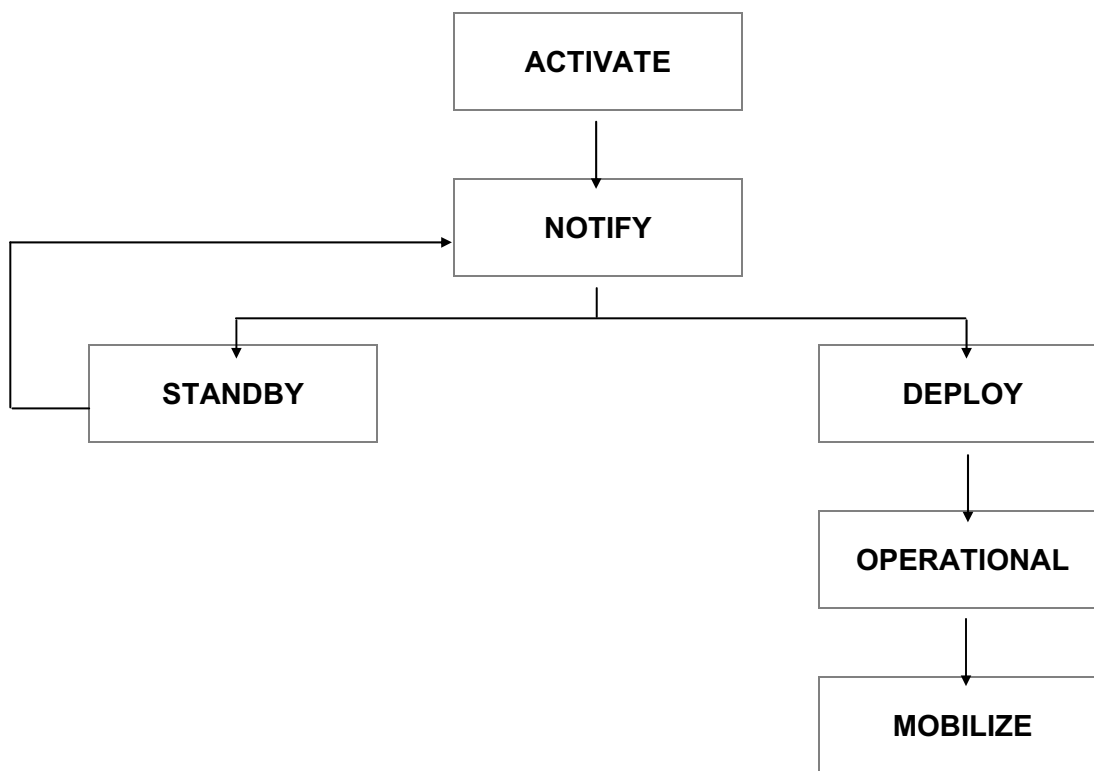 ACTIVATE
NOTIFY
STANDBY
DEPLOY
OPERATIONAL
MOBILIZE